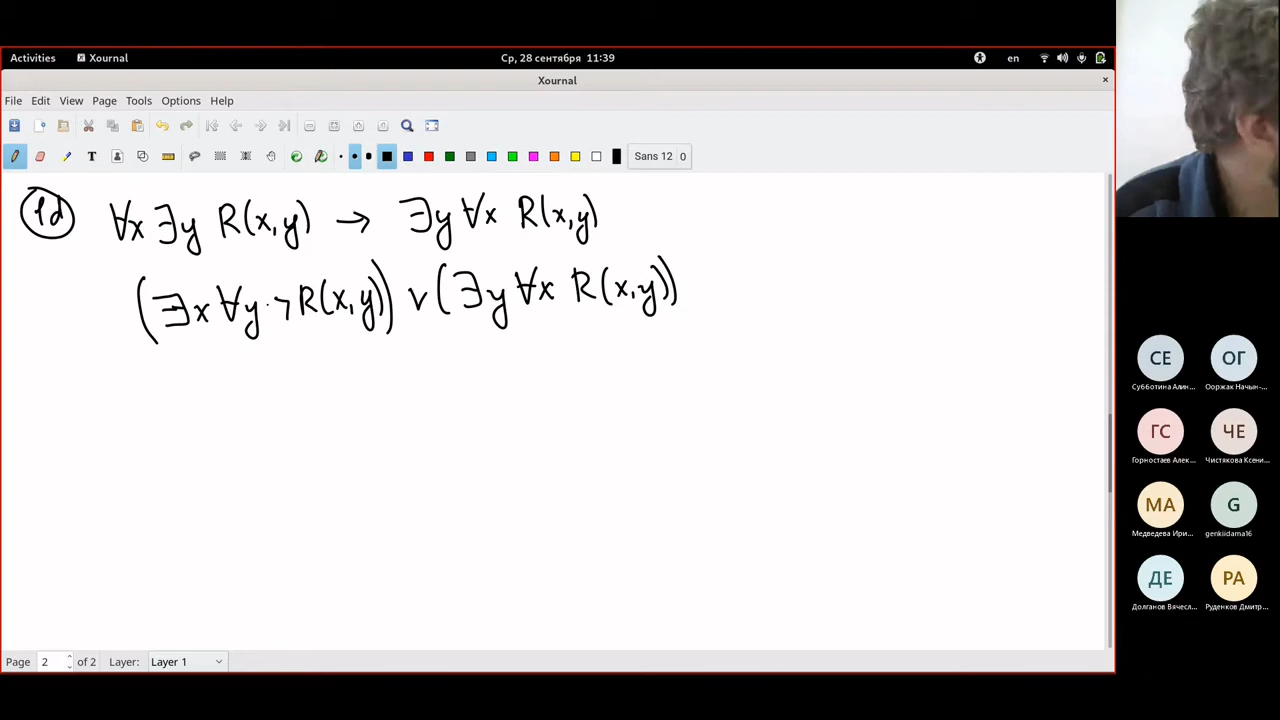 Activities Xournal Ср, 28 сентября 11:39 en
Xournal
File Edit View Page Tools Options Help
T Sans 12 0
1d ∀x ∃y R(x,y) → ∃y ∀x R(x,y)
(∃x ∀y ¬R(x,y)) ∨ (∃y ∀x R(x,y))
СЕ ОГ
Субботина Алин... Ооржак Начын-...
ГС ЧЕ
Горностаев Алек... Чистякова Ксени...
МА G
Медведева Ири... genkiidama16
ДЕ РА
Долганов Вячесл... Руденков Дмитр...
Page 2 of 2 Layer: Layer 1